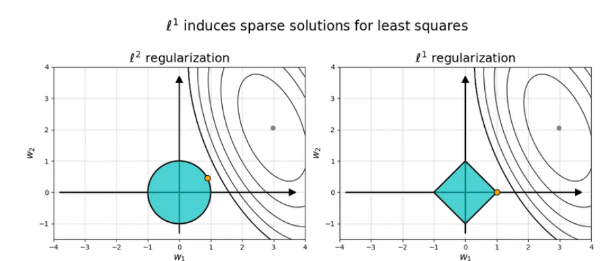 ℓ¹ induces sparse solutions for least squares
ℓ² regularization
4
3
2
1
0
−1
w₂
−4 −3 −2 −1 0 1 2 3 4
w₁
ℓ¹ regularization
4
3
2
1
0
−1
w₂
−4 −3 −2 −1 0 1 2 3 4
w₁